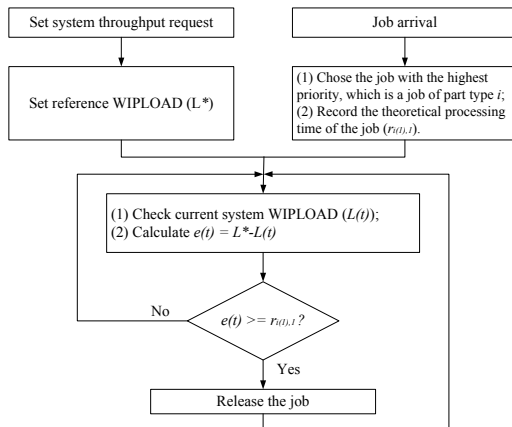 Set system throughput request
Job arrival
Set reference WIPLOAD (L*)
(1) Chose the job with the highest
priority, which is a job of part type i;
(2) Record the theoretical processing
time of the job (ri(1),1).
(1) Check current system WIPLOAD (L(t));
(2) Calculate e(t) = L*-L(t)
No
e(t) >= ri(1),1?
Yes
Release the job